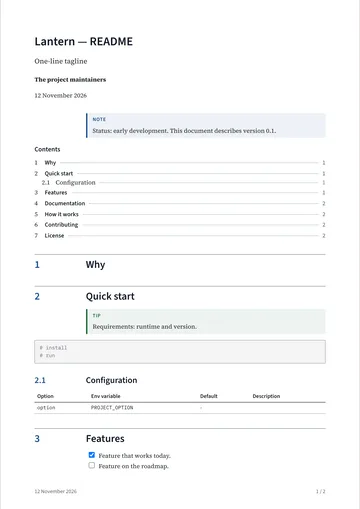 Lantern — README
One-line tagline
The project maintainers
12 November 2026
NOTE
Status: early development. This document describes version 0.1.
Contents
1 Why 1
2 Quick start 1
2.1 Configuration 1
3 Features 1
4 Documentation 2
5 How it works 2
6 Contributing 2
7 License 2
1 Why
2 Quick start
TIP
Requirements: runtime and version.
# install
# run
2.1 Configuration
Option Env variable Default Description
option PROJECT_OPTION -
3 Features
Feature that works today.
Feature on the roadmap.
12 November 2026 1 / 2